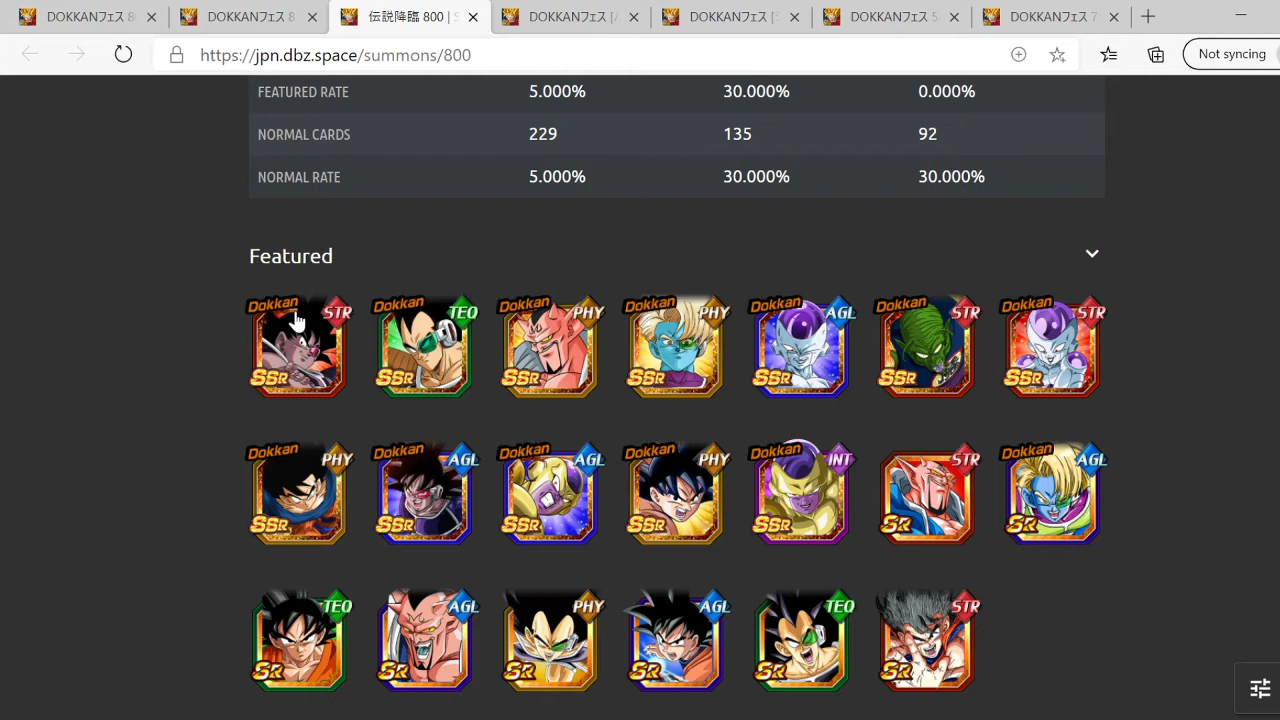 DOKKANフェス 8
DOKKANフェス 8
伝説降臨 800 | S
DOKKANフェス [A
DOKKANフェス [S
DOKKANフェス 5
DOKKANフェス 7
https://jpn.dbz.space/summons/800
Not syncing
FEATURED RATE 5.000% 30.000% 0.000%
NORMAL CARDS 229 135 92
NORMAL RATE 5.000% 30.000% 30.000%
Featured
Dokkan STR Dokkan TEQ Dokkan PHY Dokkan PHY Dokkan AGL Dokkan STR Dokkan STR
SSR SSR SSR SSR SSR SSR SSR
Dokkan PHY Dokkan AGL Dokkan AGL Dokkan PHY Dokkan INT STR Dokkan AGL
SSR SSR SSR SSR SSR SR SR
TEQ AGL PHY AGL TEQ STR
SR SR SR SR SR SR